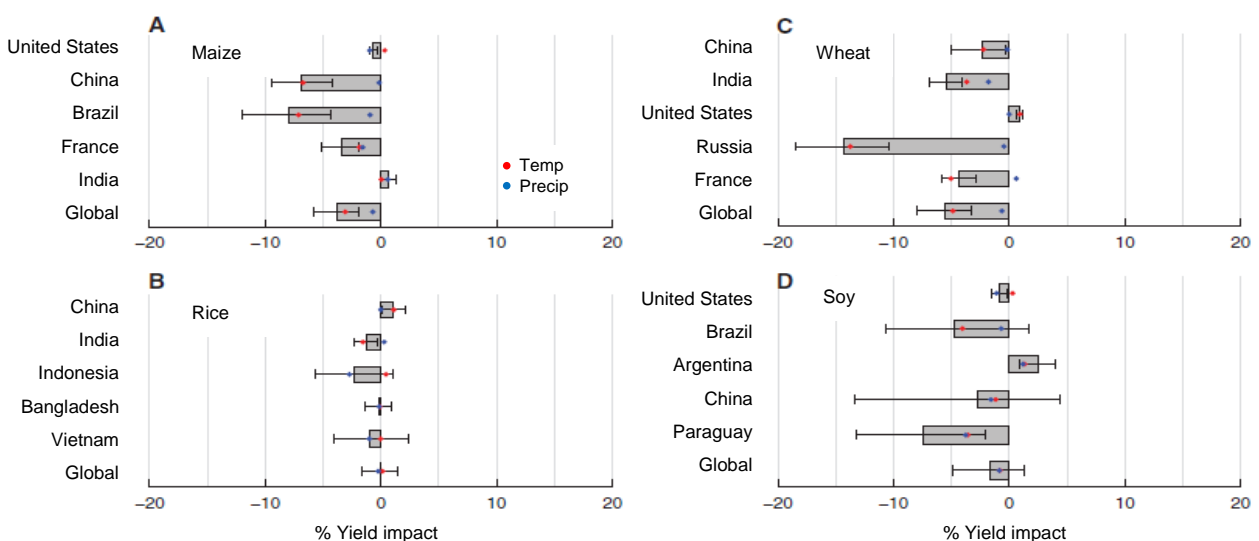 A
Maize
United States
China
Brazil
France
India
Global
Temp
Precip
−20
−10
0
10
20
B
Rice
China
India
Indonesia
Bangladesh
Vietnam
Global
−20
−10
0
10
20
% Yield impact
C
Wheat
China
India
United States
Russia
France
Global
−20
−10
0
10
20
D
Soy
United States
Brazil
Argentina
China
Paraguay
Global
−20
−10
0
10
20
% Yield impact